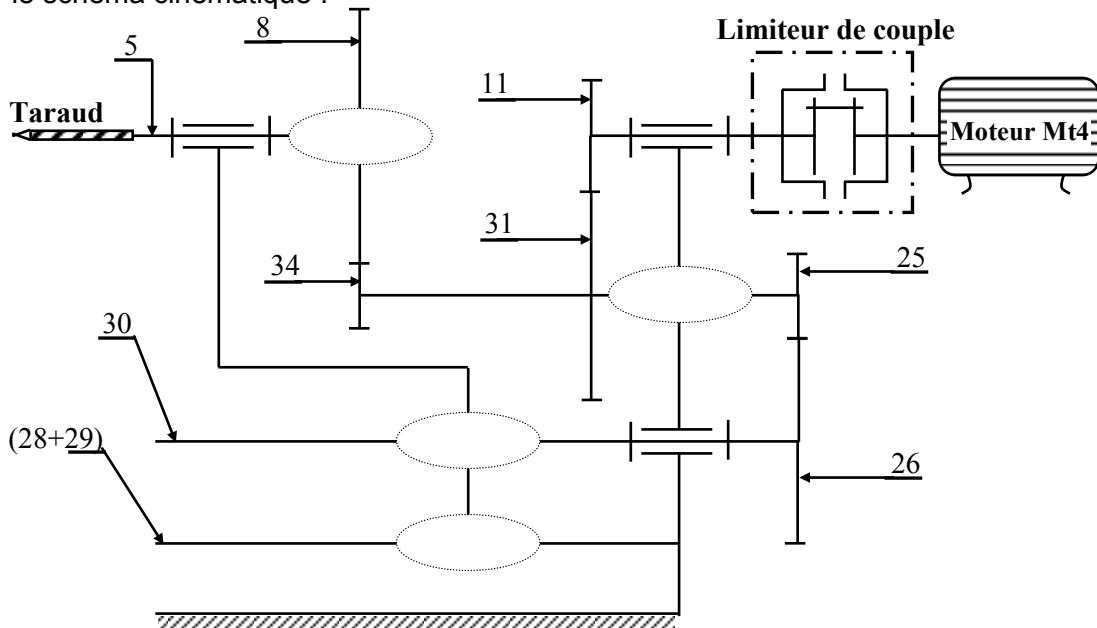 le schéma cinématique :
8
Limiteur de couple
5
11
Taraud
Moteur Mt4
31
25
34
30
(28+29)
26